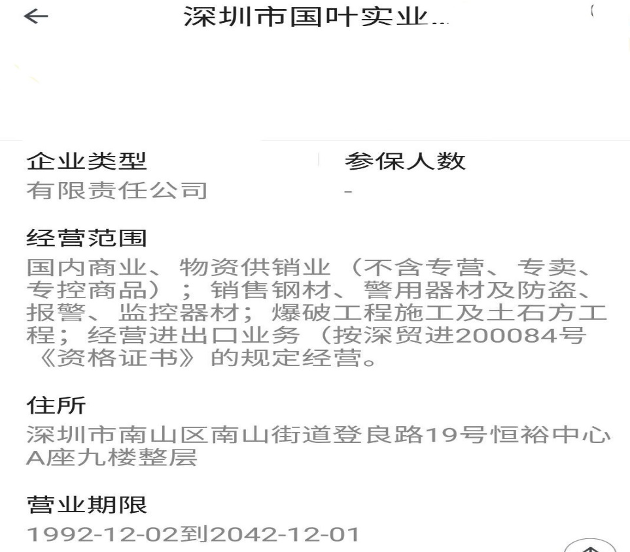 深圳市国叶实业...
企业类型
参保人数
有限责任公司
-
经营范围
国内商业、物资供销业（不含专营、专卖、
专控商品）；销售钢材、警用器材及防盗、
报警、监控器材；爆破工程施工及土石方工
程；经营进出口业务（按深贸进200084号
《资格证书》的规定经营。
住所
深圳市南山区南山街道登良路19号恒裕中心
A座九楼整层
营业期限
1992-12-02到2042-12-01